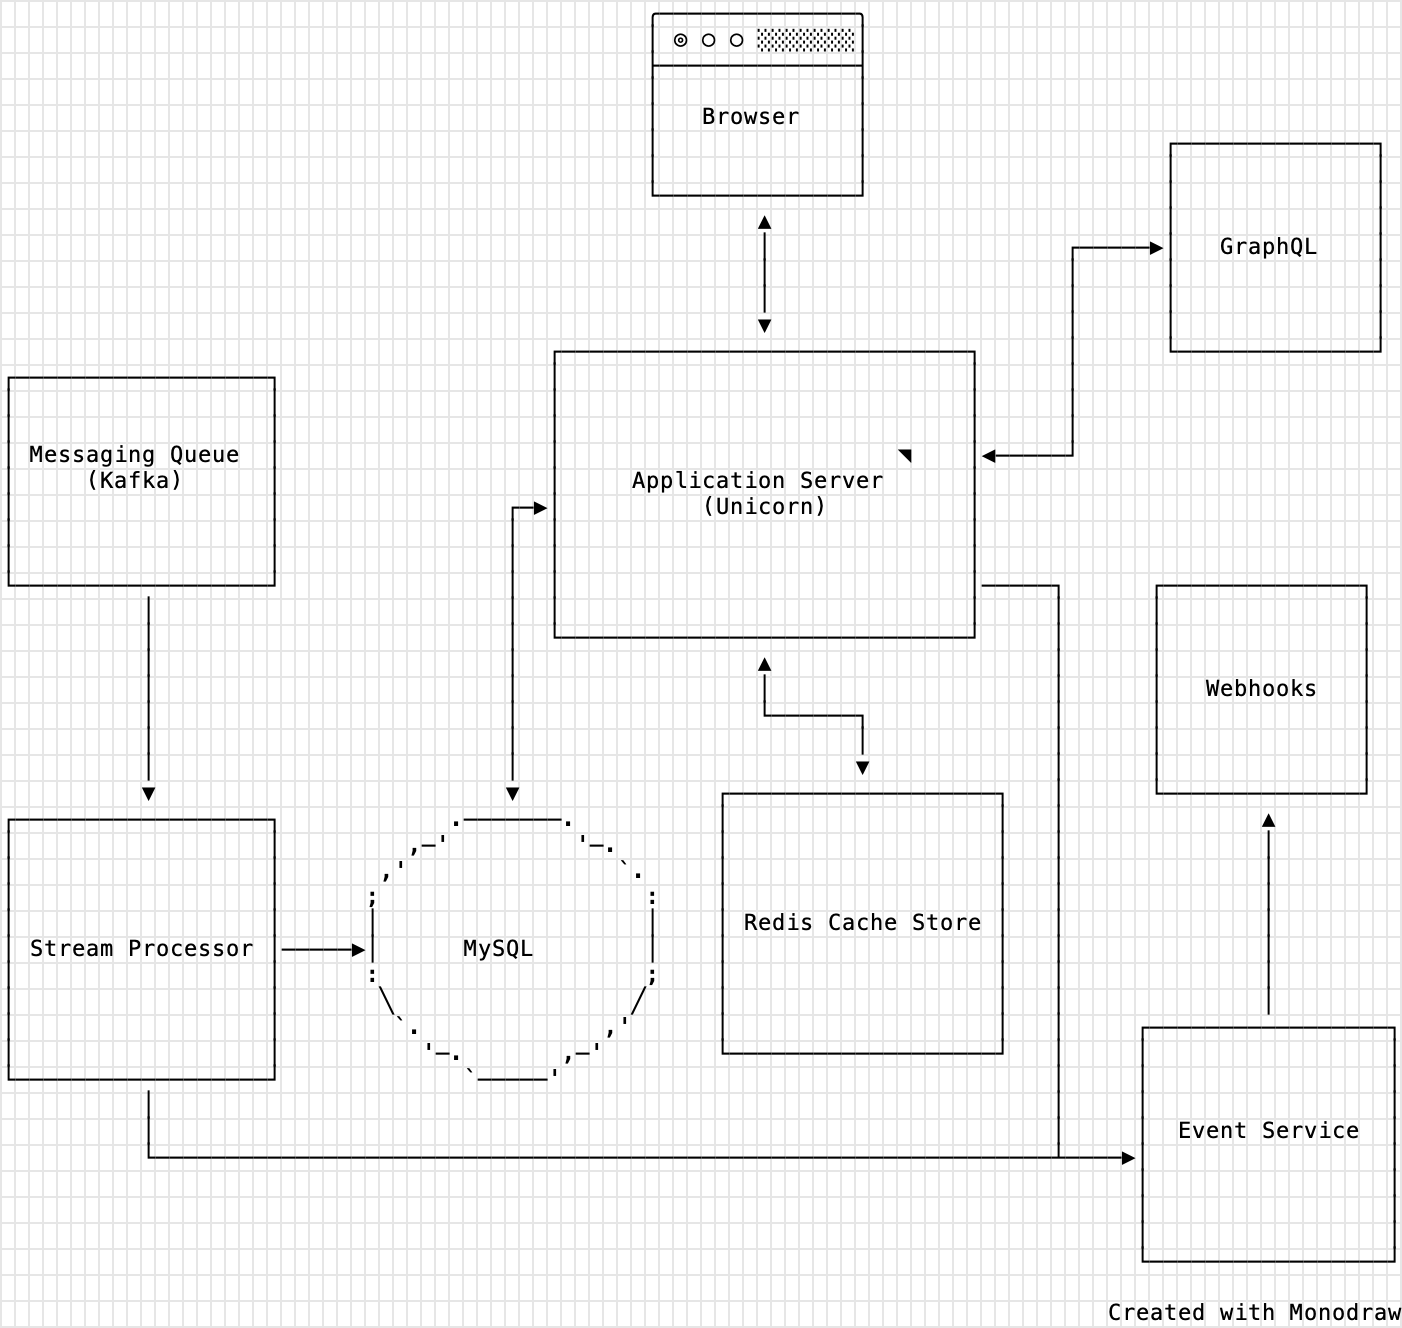 Browser
GraphQL
Messaging Queue
(Kafka)
Application Server
(Unicorn)
Webhooks
Redis Cache Store
Stream Processor
MySQL
Event Service
Created with Monodraw